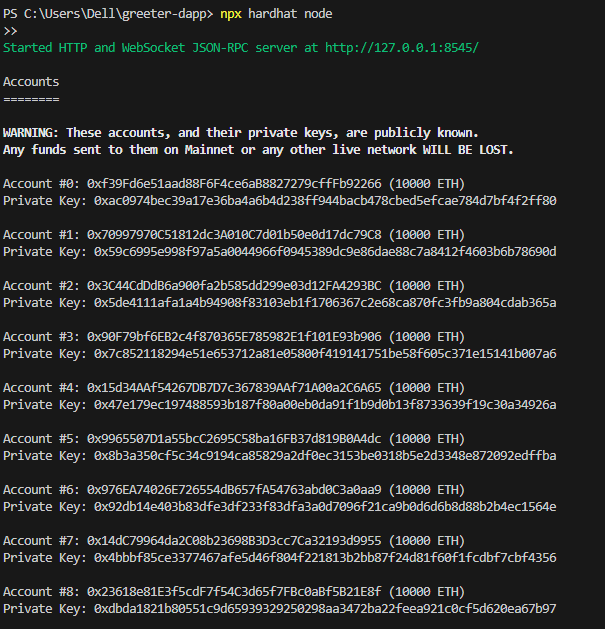 PS C:\Users\Dell\greeter-dapp> npx hardhat node
>>
Started HTTP and WebSocket JSON-RPC server at http://127.0.0.1:8545/
Accounts
========
WARNING: These accounts, and their private keys, are publicly known.
Any funds sent to them on Mainnet or any other live network WILL BE LOST.
Account #0: 0xf39Fd6e51aad88F6F4ce6aB8827279cffFb92266 (10000 ETH)
Private Key: 0xac0974bec39a17e36ba4a6b4d238ff944bacb478cbed5efcae784d7bf4f2ff80
Account #1: 0x70997970C51812dc3A010C7d01b50e0d17dc79C8 (10000 ETH)
Private Key: 0x59c6995e998f97a5a0044966f0945389dc9e86dae88c7a8412f4603b6b78690d
Account #2: 0x3C44CdDdB6a900fa2b585dd299e03d12FA4293BC (10000 ETH)
Private Key: 0x5de4111afa1a4b94908f83103eb1f1706367c2e68ca870fc3fb9a804cdab365a
Account #3: 0x90F79bf6EB2c4f870365E785982E1f101E93b906 (10000 ETH)
Private Key: 0x7c852118294e51e653712a81e05800f419141751be58f605c371e15141b007a6
Account #4: 0x15d34AAf54267DB7D7c367839AAf71A00a2C6A65 (10000 ETH)
Private Key: 0x47e179ec197488593b187f80a00eb0da91f1b9d0b13f8733639f19c30a34926a
Account #5: 0x9965507D1a55bcC2695C58ba16FB37d819B0A4dc (10000 ETH)
Private Key: 0x8b3a350cf5c34c9194ca85829a2df0ec3153be0318b5e2d3348e872092edffba
Account #6: 0x976EA74026E726554dB657fA54763abd0C3a0aa9 (10000 ETH)
Private Key: 0x92db14e403b83dfe3df233f83dfa3a0d7096f21ca9b0d6d6b8d88b2b4ec1564e
Account #7: 0x14dC79964da2C08b23698B3D3cc7Ca32193d9955 (10000 ETH)
Private Key: 0x4bbbf85ce3377467afe5d46f804f221813b2bb87f24d81f60f1fcdbf7cbf4356
Account #8: 0x23618e81E3f5cdF7f54C3d65f7FBc0aBf5B21E8f (10000 ETH)
Private Key: 0xdbda1821b80551c9d65939329250298aa3472ba22feea921c0cf5d620ea67b97